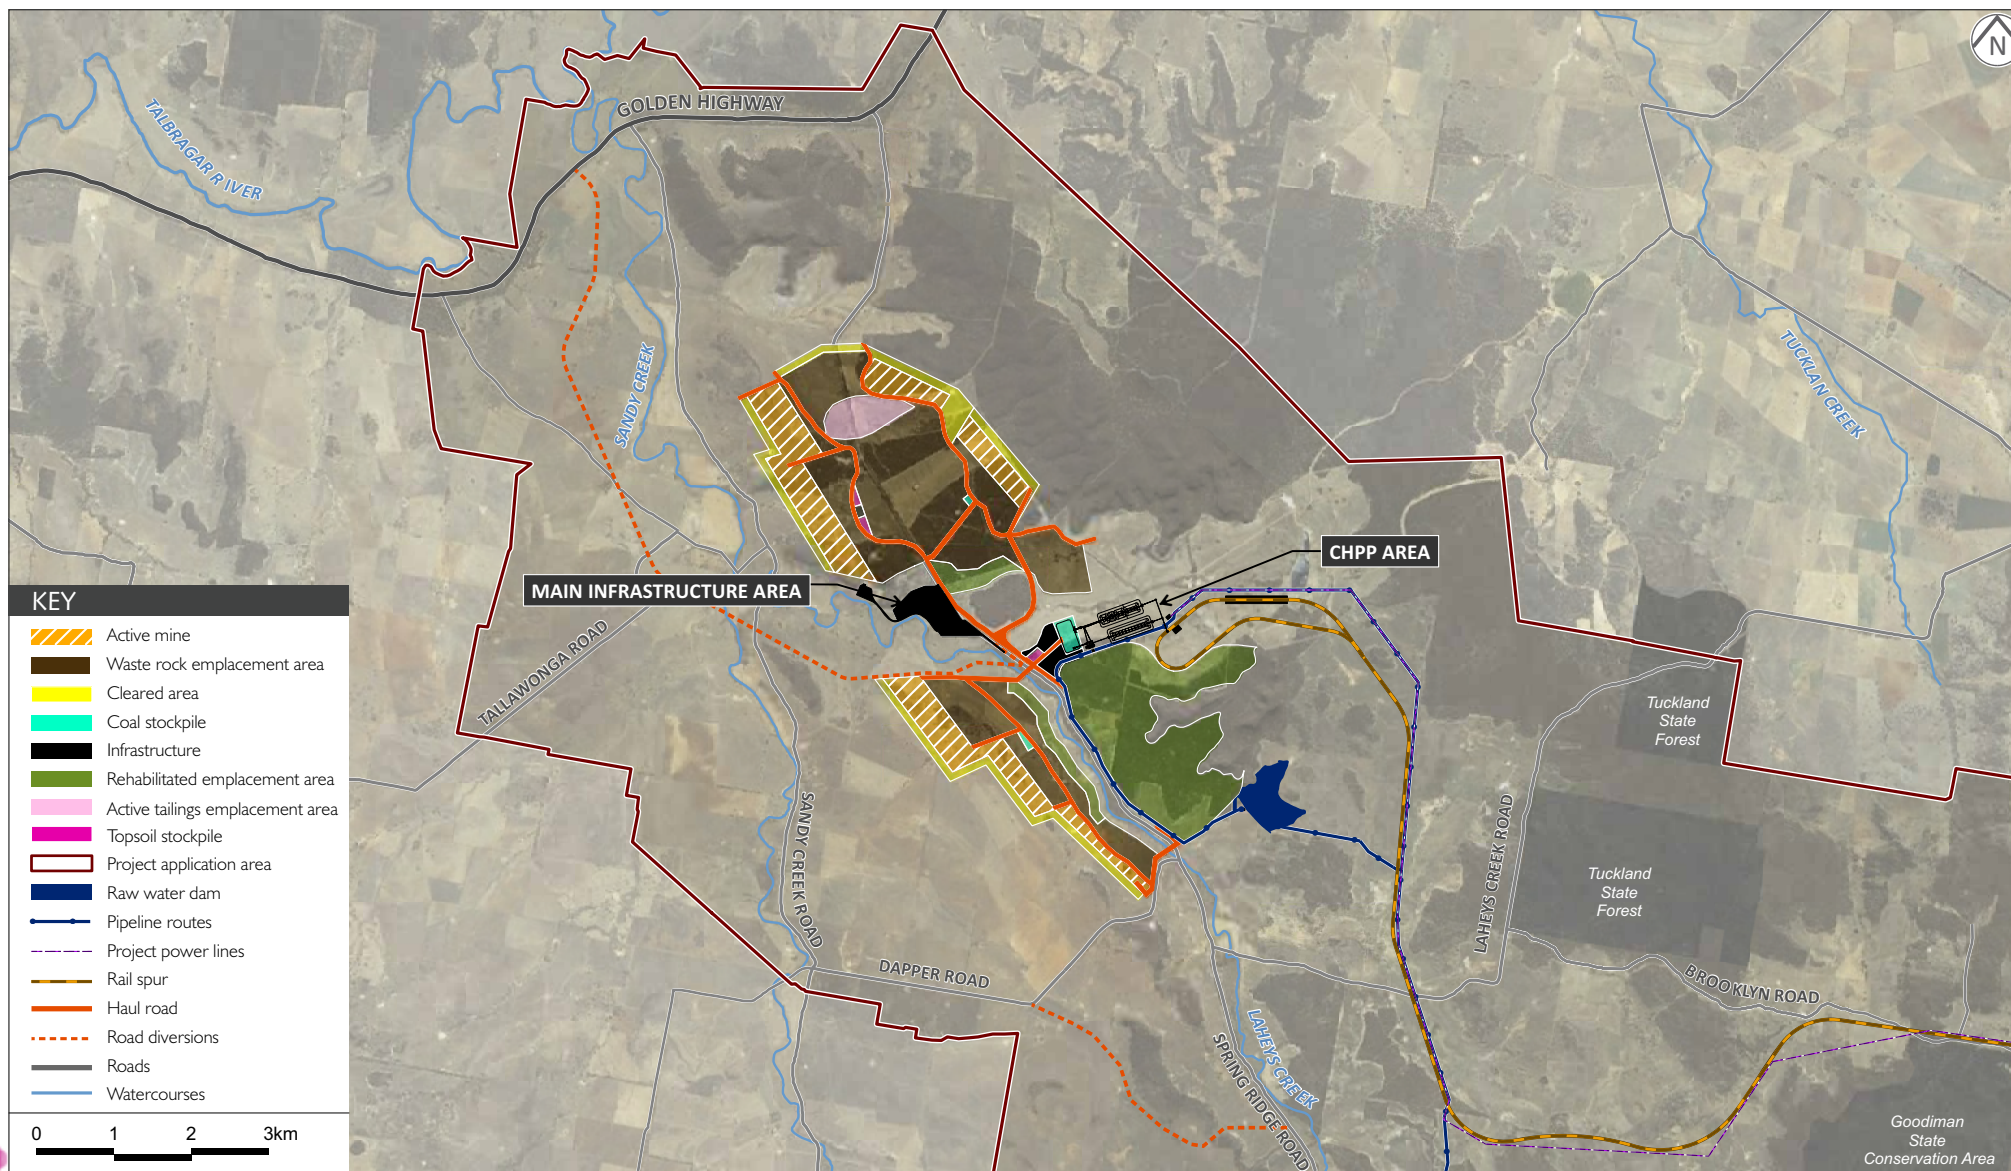 N
GOLDEN HIGHWAY
TALBRAGAR RIVER
SANDY CREEK
TUCKLAN CREEK
CHPP AREA
MAIN INFRASTRUCTURE AREA
TALLAWONGA ROAD
Tuckland
State
Forest
SANDY CREEK ROAD
LAHEYS CREEK ROAD
Tuckland
State
Forest
DAPPER ROAD
BROOKLYN ROAD
LAHEYS CREEK
SPRING RIDGE ROAD
Goodiman
State
Conservation Area
KEY
Active mine
Waste rock emplacement area
Cleared area
Coal stockpile
Infrastructure
Rehabilitated emplacement area
Active tailings emplacement area
Topsoil stockpile
Project application area
Raw water dam
Pipeline routes
Project power lines
Rail spur
Haul road
Road diversions
Roads
Watercourses
0 1 2 3km